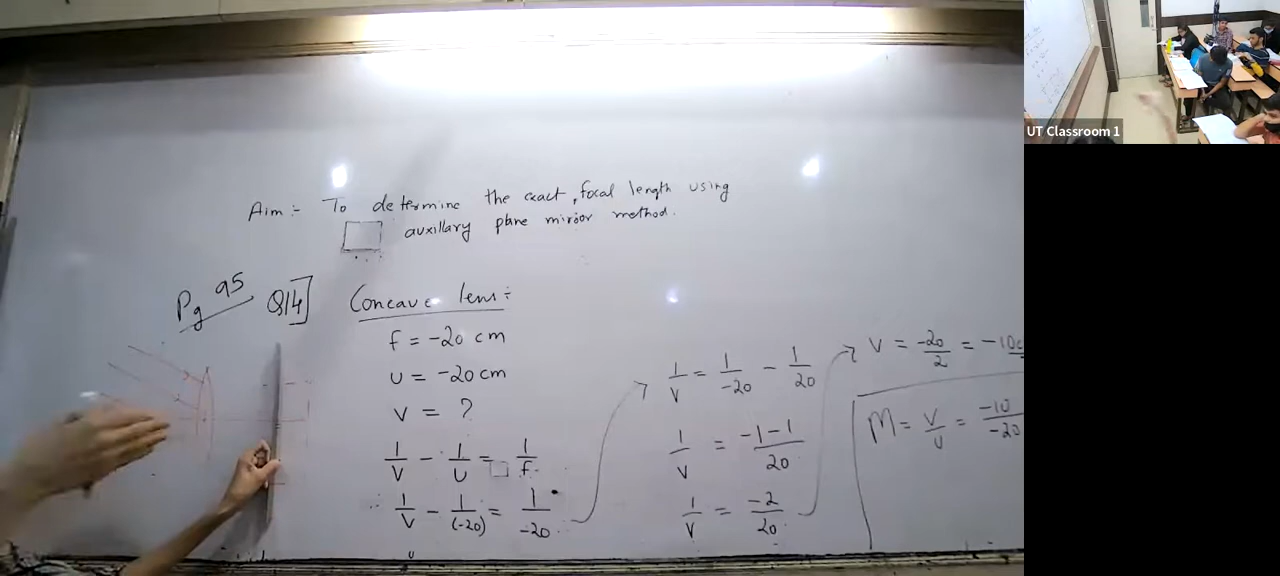 Aim :- To determine the exact, focal length using
auxillary plane mirror method.
Pg 95 Q14]
Concave lens :-
f = -20 cm
u = -20 cm
v = ?
1/v - 1/u = 1/f
∴ 1/v - 1/(-20) = 1/-20
1/v = 1/-20 - 1/20
1/v = -1-1/20
1/v = -2/20
v = -20/2 = -10c
M = v/u = -10/-20
UT Classroom 1